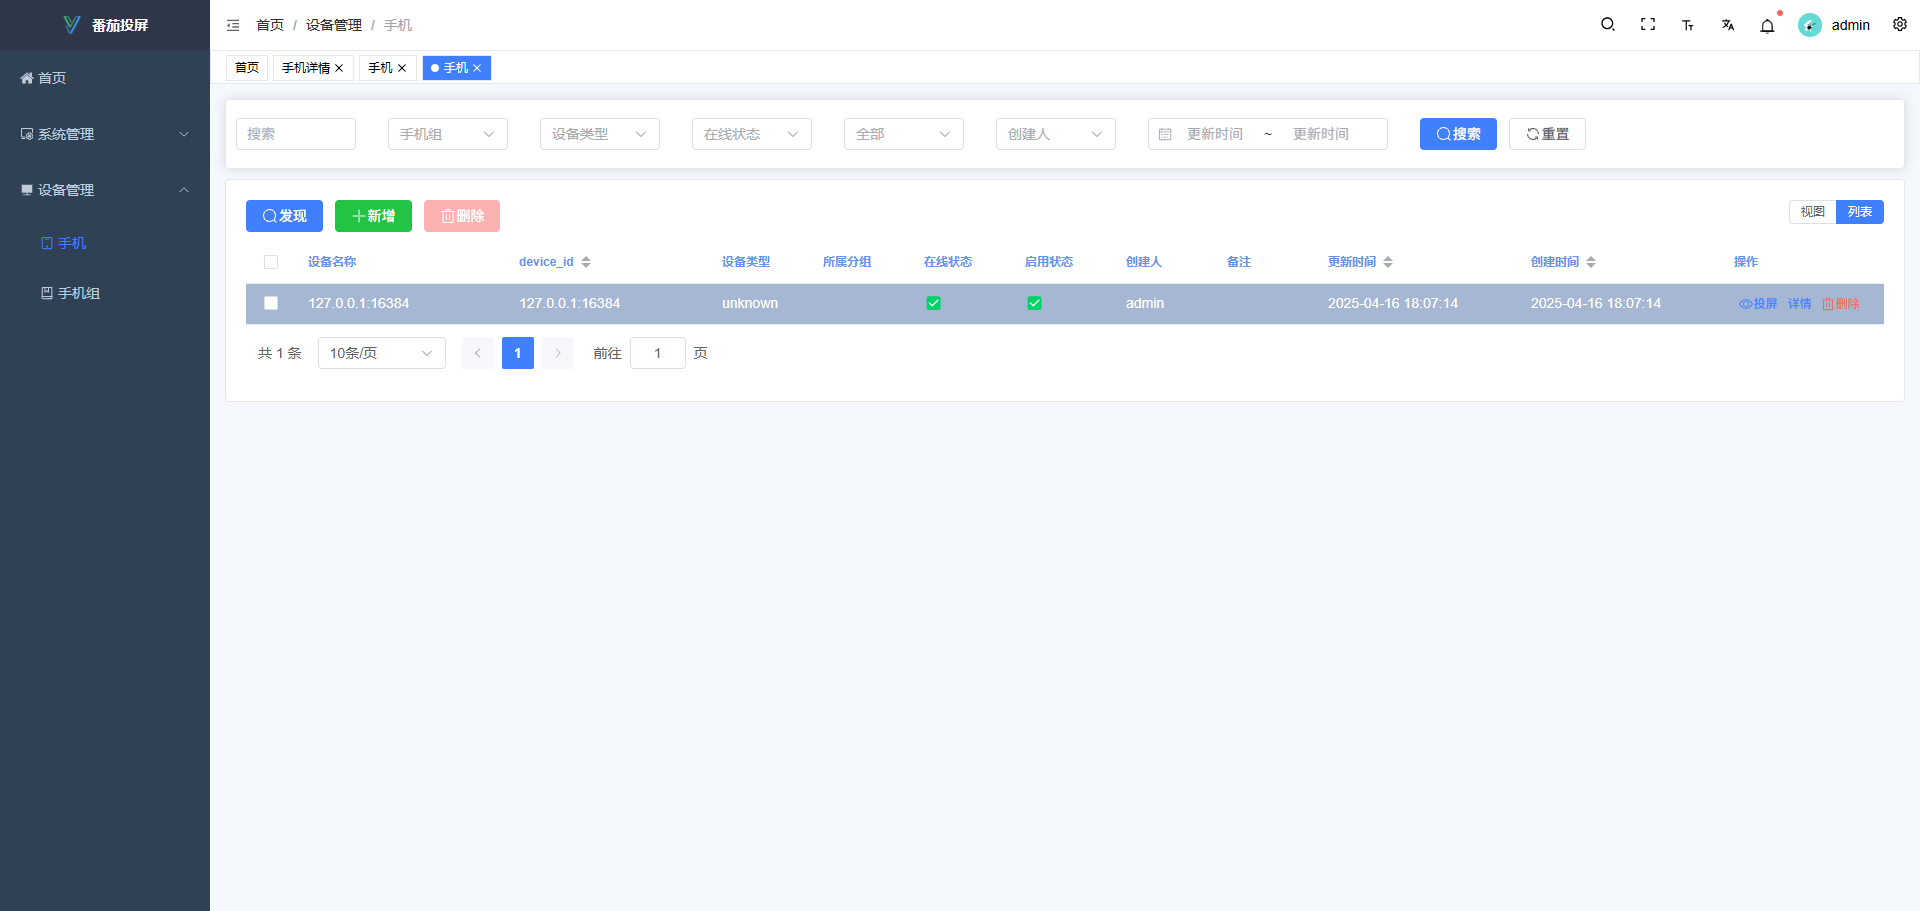 番茄投屏
首页
系统管理
设备管理
手机
手机组
首页 / 设备管理 / 手机
admin
首页
手机详情
手机
手机
搜索
手机组
设备类型
在线状态
全部
创建人
更新时间 ~ 更新时间
搜索
重置
发现
新增
删除
视图
列表
设备名称 device_id 设备类型 所属分组 在线状态 启用状态 创建人 备注 更新时间 创建时间 操作
127.0.0.1:16384 127.0.0.1:16384 unknown admin 2025-04-16 18:07:14 2025-04-16 18:07:14 投屏 详情 删除
共 1 条 10条/页 1 前往 1 页